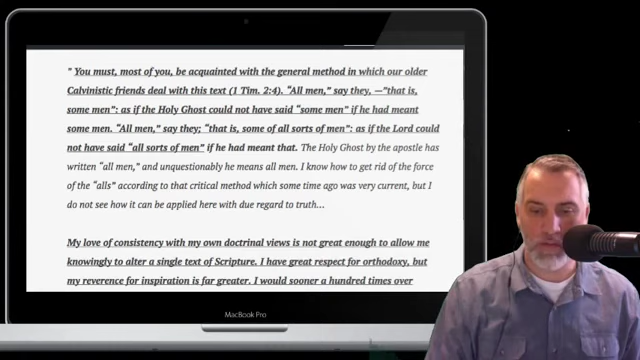 " You must, most of you, be acquainted with the general method in which our older
Calvinistic friends deal with this text (1 Tim. 2:4). “All men,” say they, —”that is,
some men”: as if the Holy Ghost could not have said “some men” if he had meant
some men. “All men,” say they; “that is, some of all sorts of men”: as if the Lord could
not have said “all sorts of men” if he had meant that. The Holy Ghost by the apostle has
written “all men,” and unquestionably he means all men. I know how to get rid of the force
of the “alls” according to that critical method which some time ago was very current, but I
do not see how it can be applied here with due regard to truth…
My love of consistency with my own doctrinal views is not great enough to allow me
knowingly to alter a single text of Scripture. I have great respect for orthodoxy, but
my reverence for inspiration is far greater. I would sooner a hundred times over
MacBook Pro